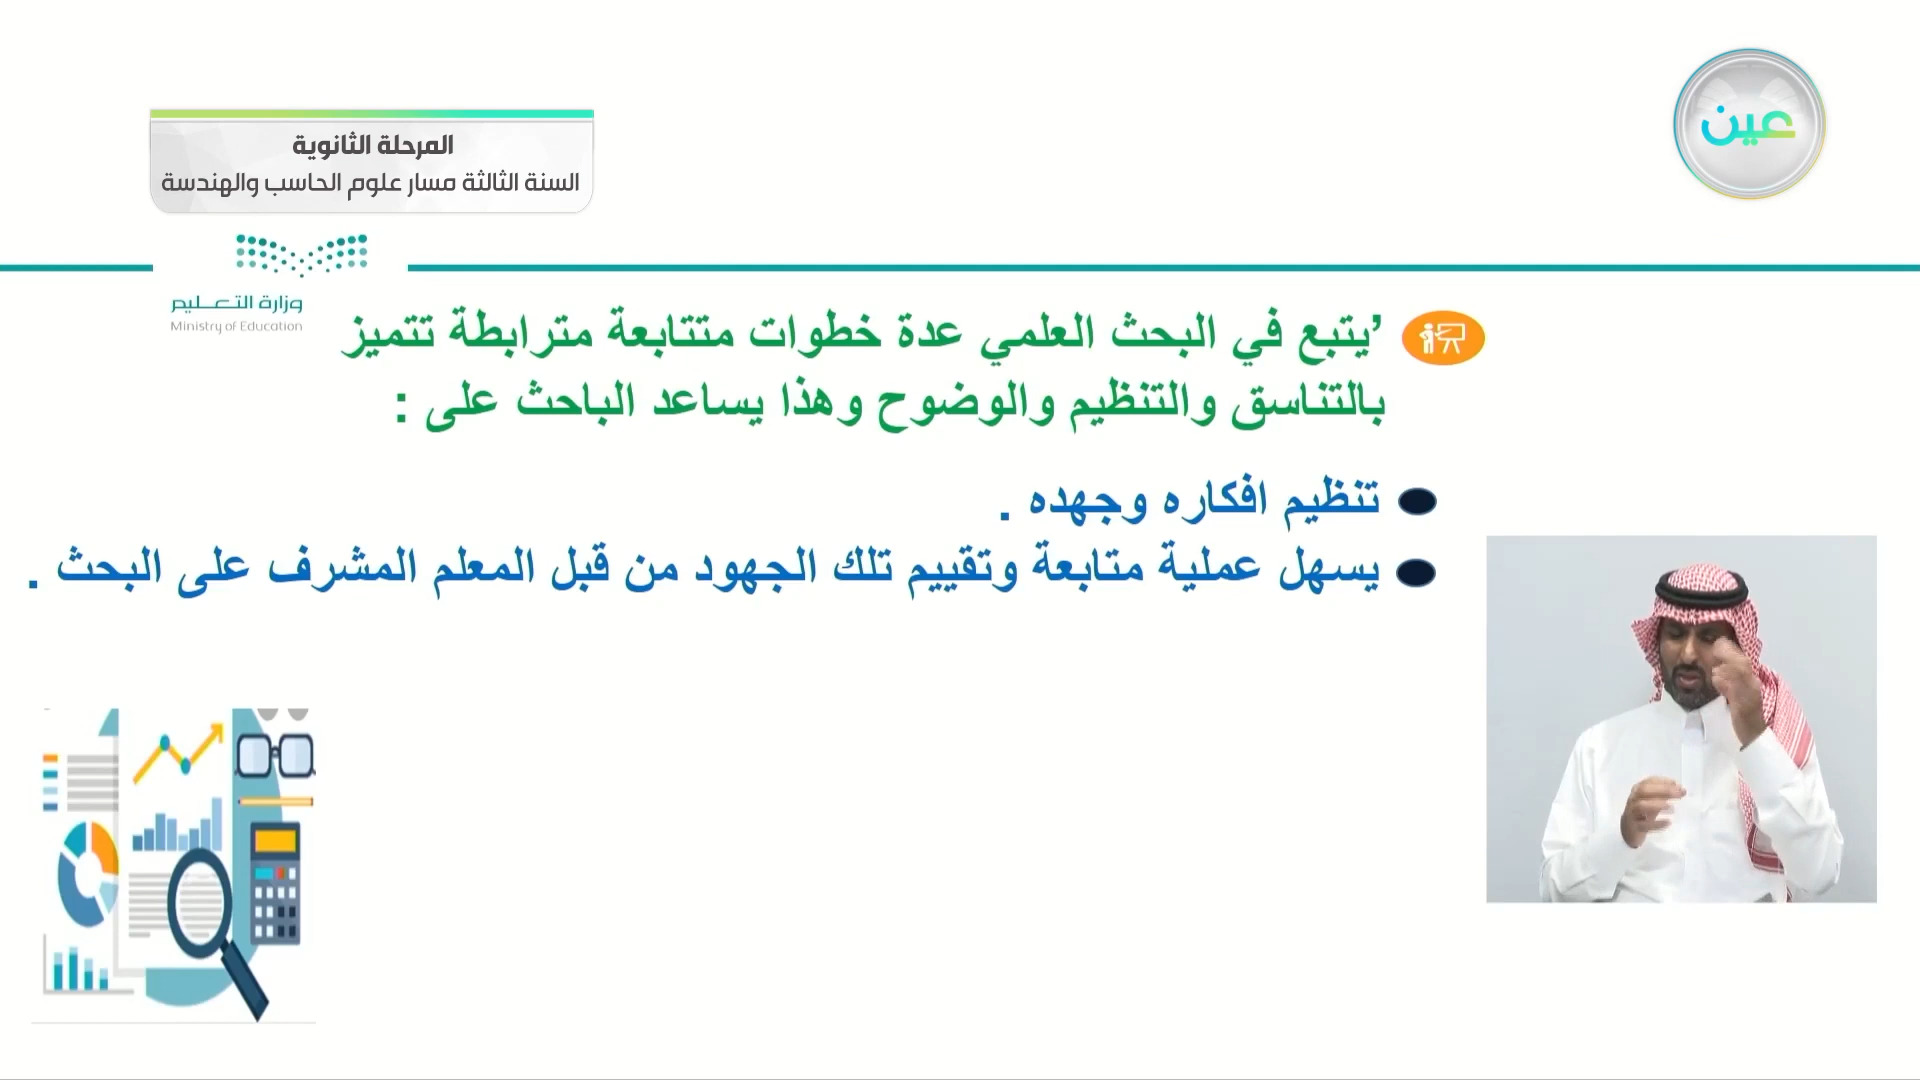 عين
المرحلة الثانوية
السنة الثالثة مسار علوم الحاسب والهندسة
وزارة التعليم
Ministry of Education
’يتبع في البحث العلمي عدة خطوات متتابعة مترابطة تتميز
بالتناسق والتنظيم والوضوح وهذا يساعد الباحث على :
تنظيم افكاره وجهده .
يسهل عملية متابعة وتقييم تلك الجهود من قبل المعلم المشرف على البحث .